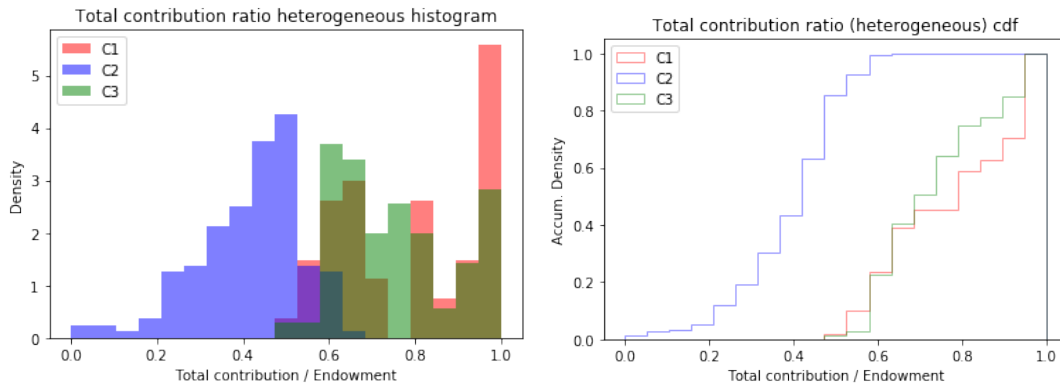 Total contribution ratio heterogeneous histogram
C1
C2
C3
5
4
3
2
1
0
Density
0.0 0.2 0.4 0.6 0.8 1.0
Total contribution / Endowment
Total contribution ratio (heterogeneous) cdf
C1
C2
C3
1.0
0.8
0.6
0.4
0.2
0.0
Accum. Density
0.0 0.2 0.4 0.6 0.8 1.0
Total contribution / Endowment